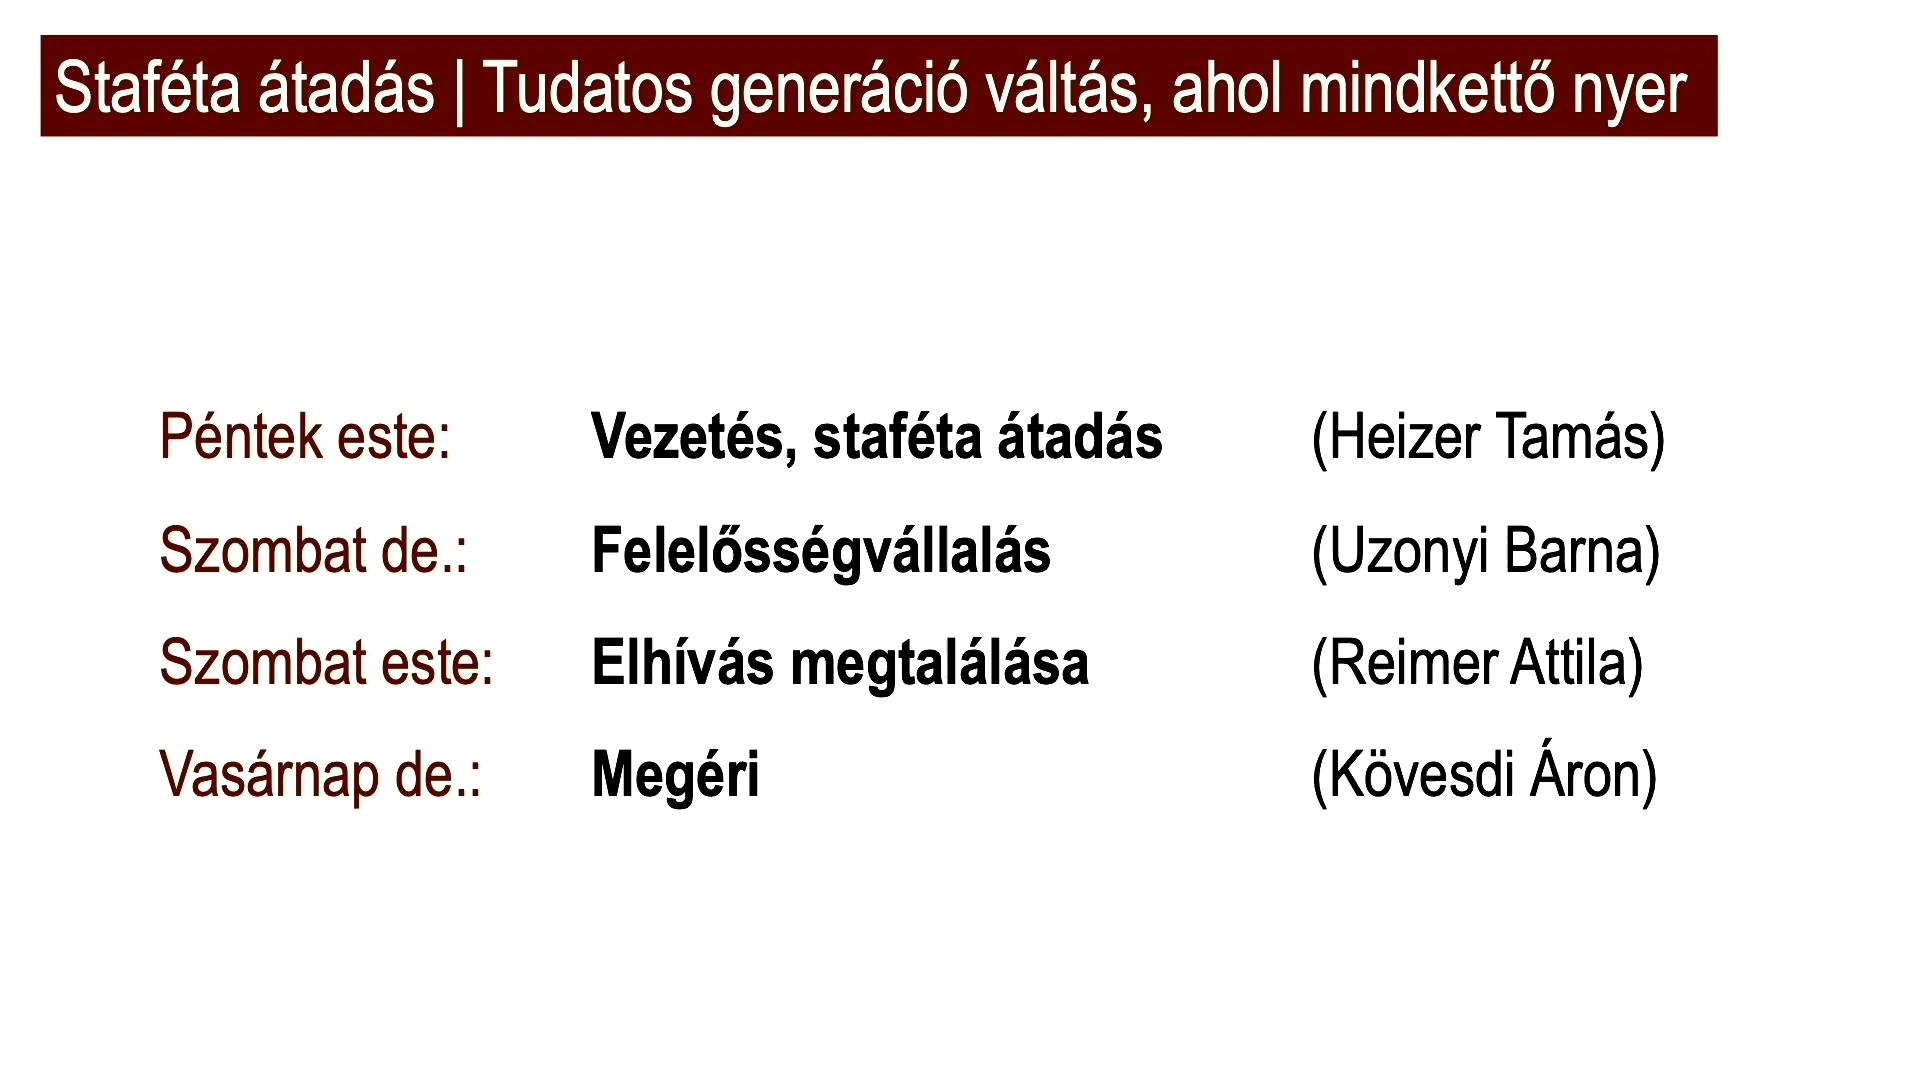 Staféta átadás | Tudatos generáció váltás, ahol mindkettő nyer
Péntek este: Vezetés, staféta átadás (Heizer Tamás)
Szombat de.: Felelősségvállalás (Uzonyi Barna)
Szombat este: Elhívás megtalálása (Reimer Attila)
Vasárnap de.: Megéri (Kövesdi Áron)